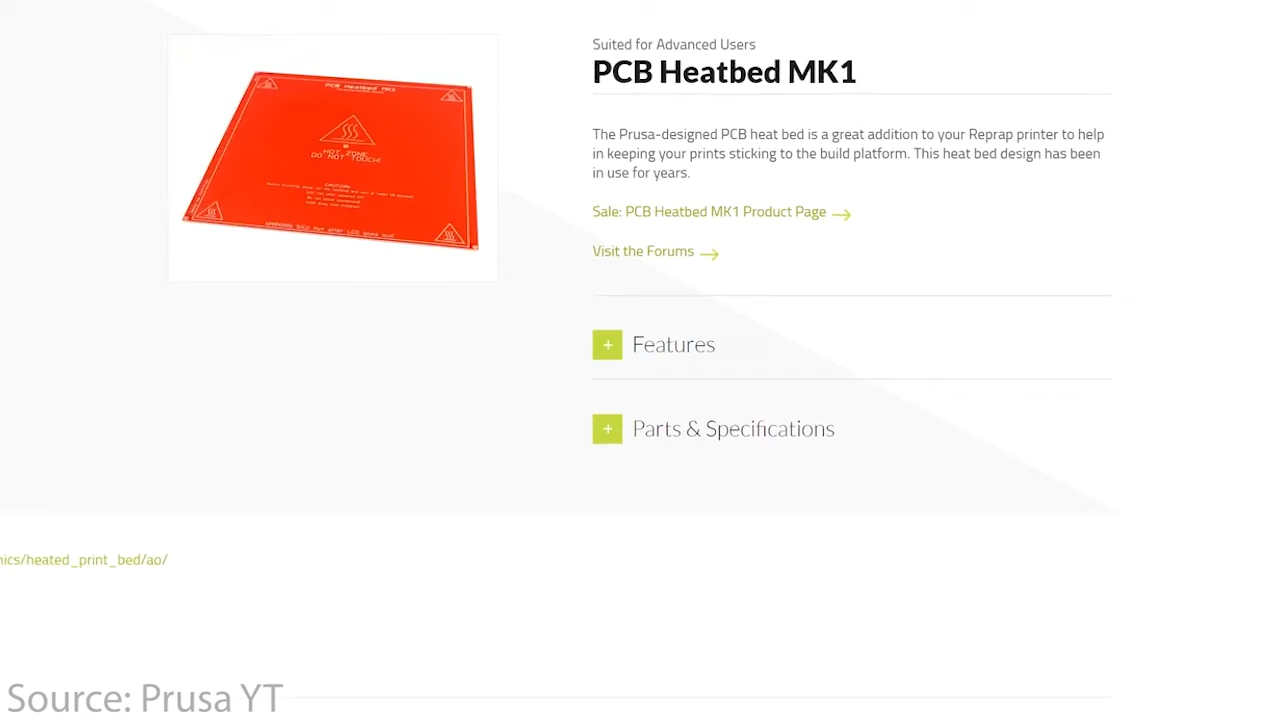 Suited for Advanced Users
PCB Heatbed MK1
The Prusa-designed PCB heat bed is a great addition to your Reprap printer to help
in keeping your prints sticking to the build platform. This heat bed design has been
in use for years.
Sale: PCB Heatbed MK1 Product Page
Visit the Forums
+ Features
+ Parts & Specifications
PCB Heatbed MK1
HOT ZONE
DO NOT TOUCH!
CAUTION!
nics/heated_print_bed/ao/
Source: Prusa YT